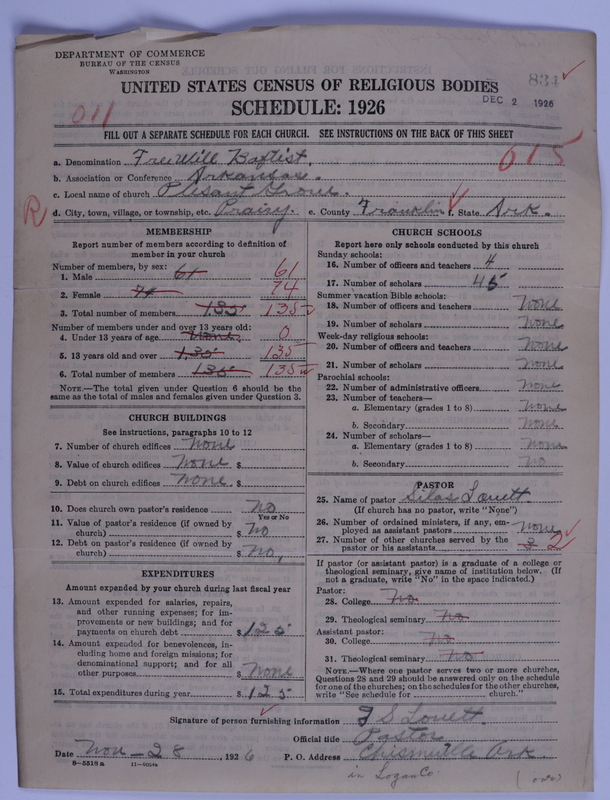 DEPARTMENT OF COMMERCE
BUREAU OF THE CENSUS
WASHINGTON
834
UNITED STATES CENSUS OF RELIGIOUS BODIES
DEC 2 1926
SCHEDULE: 1926
011
FILL OUT A SEPARATE SCHEDULE FOR EACH CHURCH. SEE INSTRUCTIONS ON THE BACK OF THIS SHEET
615
a. Denomination Free Will Baptist.
b. Association or Conference Arkansas.
c. Local name of church Plesant Grove.
R
d. City, town, village, or township, etc. Prairy. e. County Franklin f. State Ark.
MEMBERSHIP
Report number of members according to definition of
member in your church
Number of members, by sex:
1. Male 61 61
2. Female 74 74
3. Total number of members 135 135
Number of members under and over 13 years old:
4. Under 13 years of age None. 0
5. 13 years old and over 135 135
6. Total number of members 135 135
NOTE.—The total given under Question 6 should be
same as the total of males and females given under Question 3.
CHURCH BUILDINGS
See instructions, paragraphs 10 to 12
7. Number of church edifices None
8. Value of church edifices None $
9. Debt on church edifices None. $
10. Does church own pastor's residence No
Yes or No
11. Value of pastor's residence (if owned by
church) $ No
12. Debt on pastor's residence (if owned by
church) $ No,
EXPENDITURES
Amount expended by your church during last fiscal year
13. Amount expended for salaries, repairs,
and other running expenses; for im-
provements or new buildings; and for
payments on church debt $ 125
14. Amount expended for benevolences, in-
cluding home and foreign missions; for
denominational support; and for all
other purposes $ None
15. Total expenditures during year $ 125
CHURCH SCHOOLS
Report here only schools conducted by this church
Sunday schools:
16. Number of officers and teachers 4
17. Number of scholars 45
Summer vacation Bible schools:
18. Number of officers and teachers None
19. Number of scholars None
Week-day religious schools:
20. Number of officers and teachers None
21. Number of scholars None
Parochial schools:
22. Number of administrative officers None
23. Number of teachers—
a. Elementary (grades 1 to 8) None
b. Secondary None
24. Number of scholars—
a. Elementary (grades 1 to 8) None
b. Secondary No
PASTOR
25. Name of pastor Silas Lovett
(If church has no pastor, write "None")
26. Number of ordained ministers, if any, em-
ployed as assistant pastors None
27. Number of other churches served by the
pastor or his assistants 3 2
If pastor (or assistant pastor) is a graduate of a college or
theological seminary, give name of institution below. (If
not a graduate, write "No" in the space indicated.)
Pastor:
28. College No
29. Theological seminary No
Assistant pastor:
30. College No
31. Theological seminary No
NOTE.—Where one pastor serves two or more churches,
Questions 28 and 29 should be answered only on the schedule
for one of the churches; on the schedules for the other churches,
write "See schedule for church."
Signature of person furnishing information S Lovett.
Official title Pastor
Date Nov - 28, 1926 P. O. Address Chismville Ark
8-5518 a
in Logan Co.
(over)